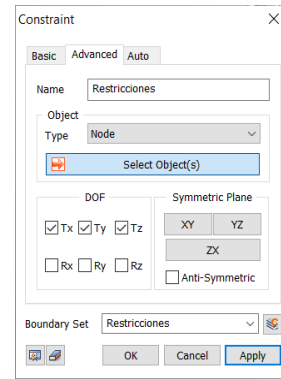 Constraint
Basic Advanced Auto
Name Restricciones
Object
Type Node
Select Object(s)
DOF Symmetric Plane
Tx Ty Tz XY YZ
ZX
Rx Ry Rz Anti-Symmetric
Boundary Set Restricciones
OK Cancel Apply